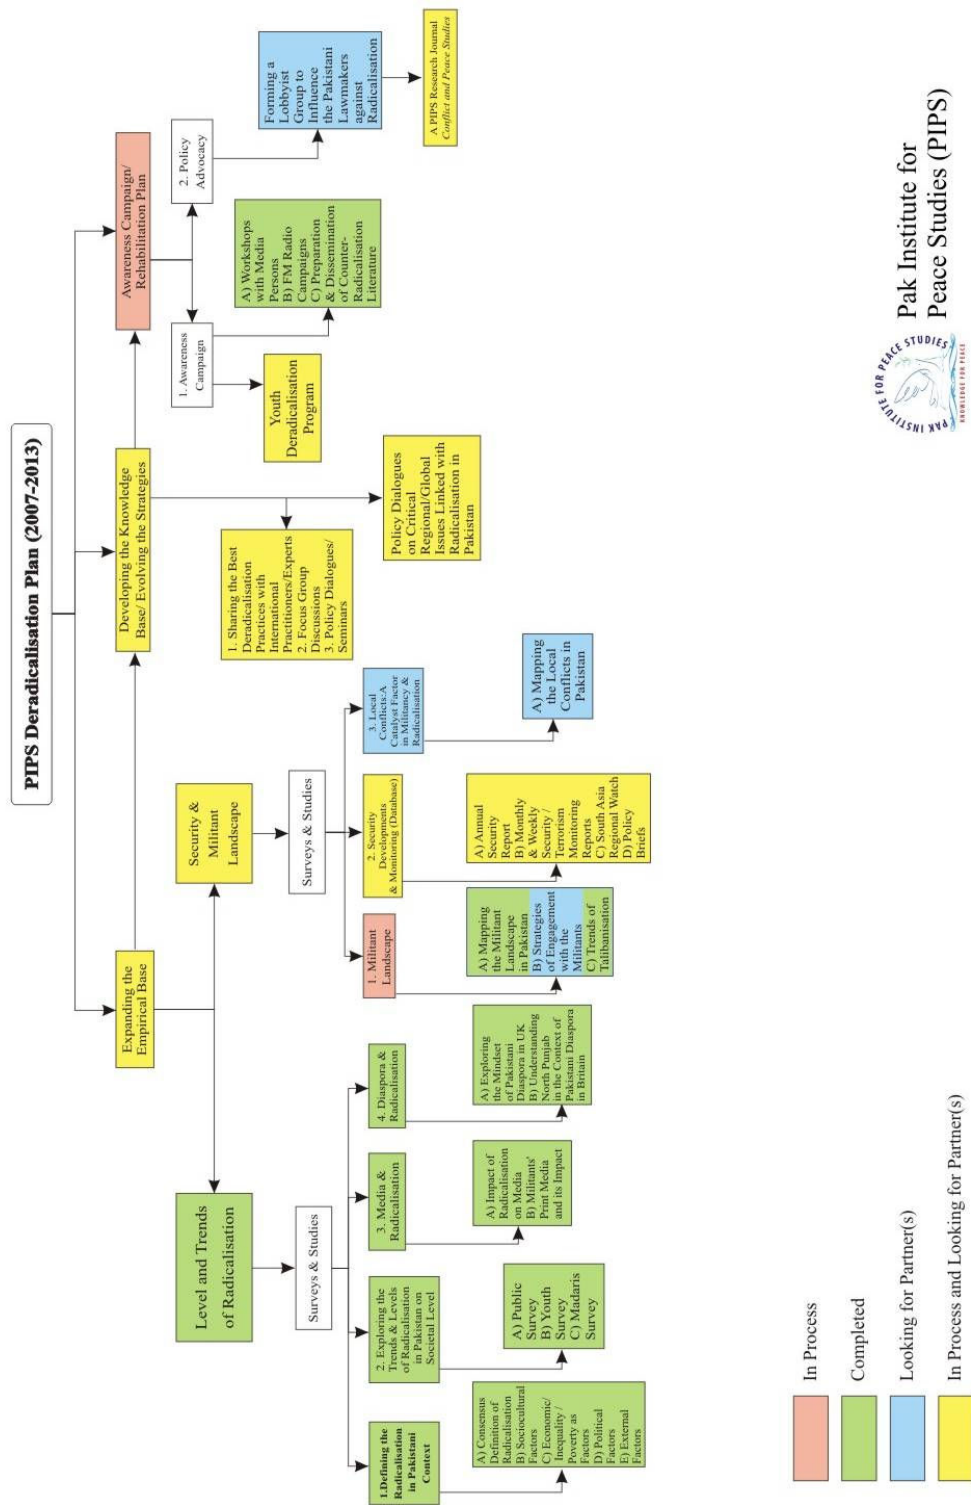 PIPS Deradicalisation Plan (2007-2013)
Expanding the
Empirical Base
Developing the Knowledge
Base/ Evolving the Strategies
Awareness Campaign/
Rehabilitation Plan
Level and Trends
of Radicalisation
Security &
Militant
Landscape
Surveys & Studies
1.Defining the
Radicalisation
in Pakistani
Context
A) Consensus
Definition of
Radicalisation
B) Sociocultural
Factors
C) Economic/
Inequality /
Poverty as
Factors
D) Political
Factors
E) External
Factors
2. Exploring the
Trends & Levels
of Radicalisation
in Pakistan on
Societal Level
A) Public
Survey
B) Youth
Survey
C) Madaris
Survey
3. Media &
Radicalisation
A) Impact of
Radicalisation
on Media
B) Militants'
Print Media
and its Impact
4. Diaspora &
Radicalisation
A) Exploring
the Mindset
of Pakistani
Diaspora in UK
B) Understanding
North Punjab
in the Context of
Pakistani Diaspora
in Britain
Surveys & Studies
1. Militant
Landscape
A) Mapping
the Militant
Landscape
in Pakistan
B) Strategies
of Engagement
with the
Militants
C) Trends of
Talibanisation
2. Security
Developments
& Monitoring (Database)
A) Annual
Security
Report
B) Monthly
& Weekly
Security /
Terrorism
Monitoring
Reports
C) South Asia
Regional Watch
D) Policy
Briefs
3. Local
Conflicts:A
Catalyst Factor
in Militancy &
Radicalisation
A) Mapping
the Local
Conflicts in
Pakistan
1. Sharing the Best
Deradicalisation
Practices with
International
Practitioners/Experts
2. Focus Group
Discussions
3. Policy Dialogues/
Seminars
Policy Dialogues
on Critical
Regional/Global
Issues Linked with
Radicalisation in
Pakistan
1. Awareness
Campaign
Youth
Deradicalisation
Program
A) Workshops
with Media
Persons
B) FM Radio
Campaigns
C) Preparation
& Dissemination
of Counter-
Radicalisation
Literature
2. Policy
Advocacy
Forming a
Lobbyist
Group to
Influence
the Pakistani
Lawmakers
against
Radicalisation
A PIPS Research Journal
Conflict and Peace Studies
In Process
Completed
Looking for Partner(s)
In Process and Looking for Partner(s)
PAK INSTITUTE FOR PEACE STUDIES
KNOWLEDGE FOR PEACE
Pak Institute for
Peace Studies (PIPS)